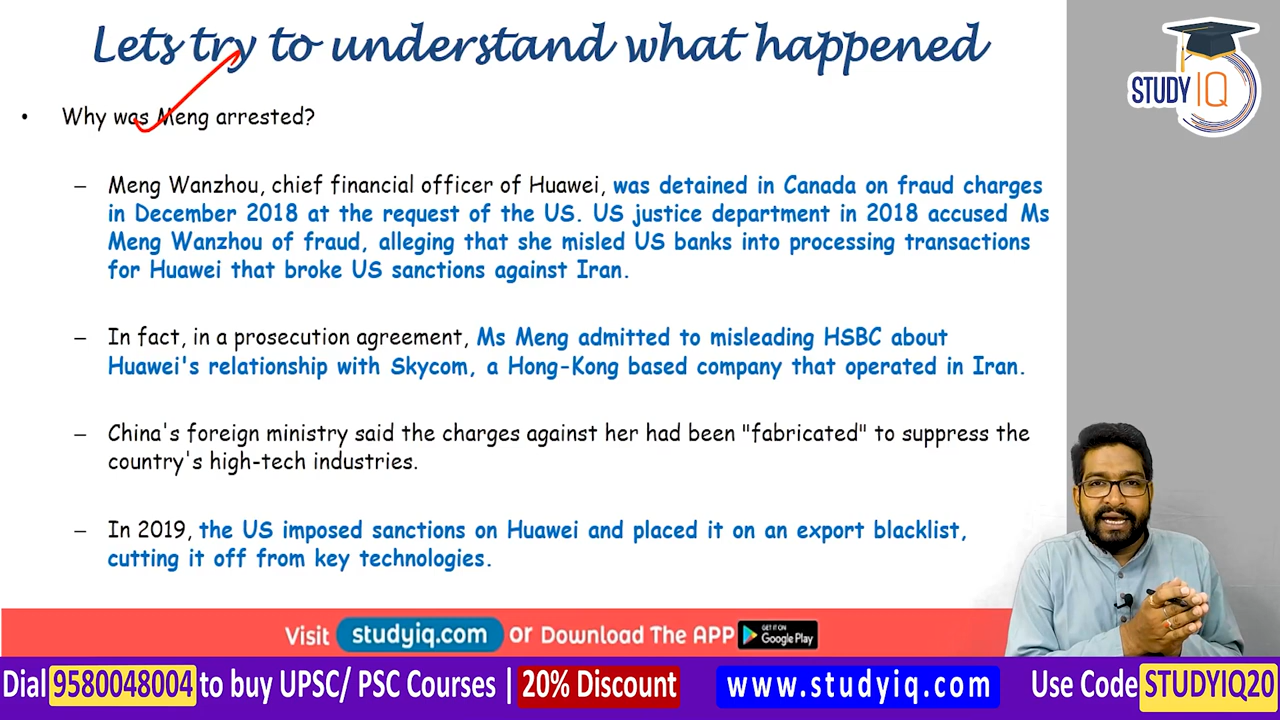 Lets try to understand what happened
STUDY IQ
• Why was Meng arrested?
– Meng Wanzhou, chief financial officer of Huawei, was detained in Canada on fraud charges
in December 2018 at the request of the US. US justice department in 2018 accused Ms
Meng Wanzhou of fraud, alleging that she misled US banks into processing transactions
for Huawei that broke US sanctions against Iran.
– In fact, in a prosecution agreement, Ms Meng admitted to misleading HSBC about
Huawei's relationship with Skycom, a Hong-Kong based company that operated in Iran.
– China's foreign ministry said the charges against her had been "fabricated" to suppress the
country's high-tech industries.
– In 2019, the US imposed sanctions on Huawei and placed it on an export blacklist,
cutting it off from key technologies.
Visit studyiq.com or Download The APP GET IT ON Google Play
Dial 9580048004 to buy UPSC/ PSC Courses | 20% Discount www.studyiq.com Use Code STUDYIQ20